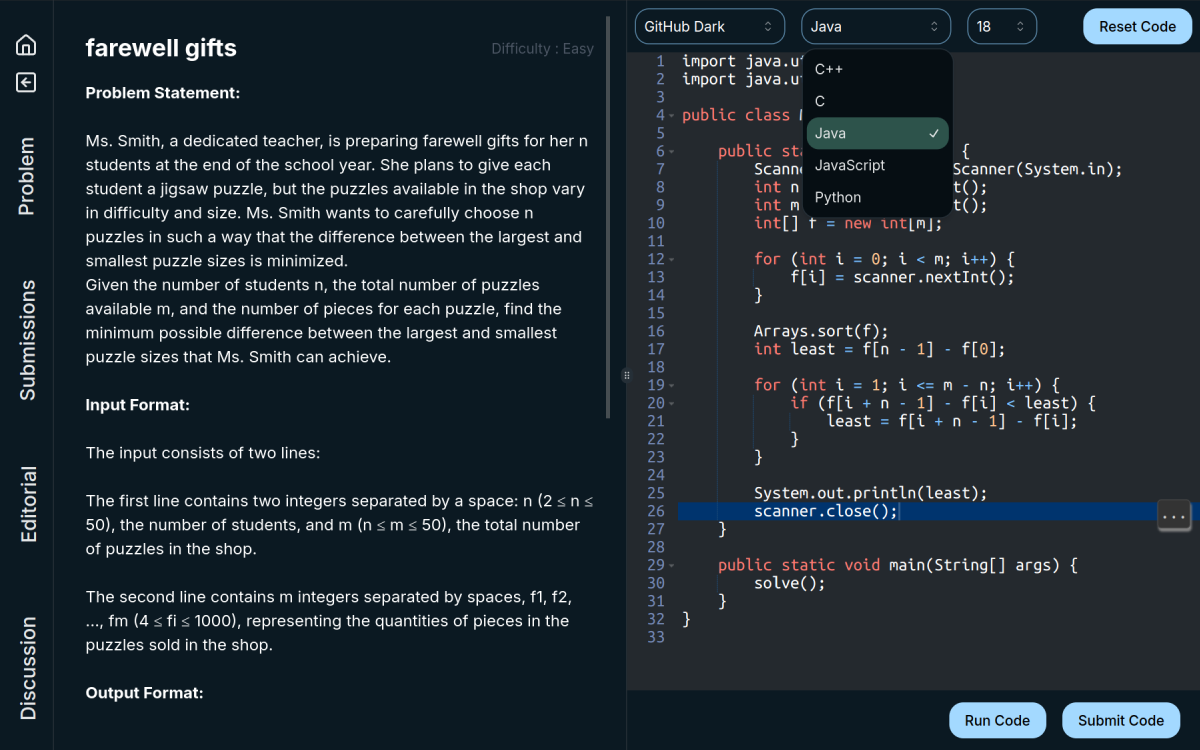 Problem
Submissions
Editorial
Discussion
farewell gifts
Difficulty : Easy
Problem Statement:
Ms. Smith, a dedicated teacher, is preparing farewell gifts for her n
students at the end of the school year. She plans to give each
student a jigsaw puzzle, but the puzzles available in the shop vary
in difficulty and size. Ms. Smith wants to carefully choose n
puzzles in such a way that the difference between the largest and
smallest puzzle sizes is minimized.
Given the number of students n, the total number of puzzles
available m, and the number of pieces for each puzzle, find the
minimum possible difference between the largest and smallest
puzzle sizes that Ms. Smith can achieve.
Input Format:
The input consists of two lines:
The first line contains two integers separated by a space: n (2 ≤ n ≤
50), the number of students, and m (n ≤ m ≤ 50), the total number
of puzzles in the shop.
The second line contains m integers separated by spaces, f1, f2,
..., fm (4 ≤ fi ≤ 1000), representing the quantities of pieces in the
puzzles sold in the shop.
Output Format:
GitHub Dark
Java
18
Reset Code
C++
C
Java
JavaScript
Python
1 import java.u
2 import java.u
3
4 public class
5
6 public st {
7 Scann Scanner(System.in);
8 int n t();
9 int m t();
10 int[] f = new int[m];
11
12 for (int i = 0; i < m; i++) {
13 f[i] = scanner.nextInt();
14 }
15
16 Arrays.sort(f);
17 int least = f[n - 1] - f[0];
18
19 for (int i = 1; i <= m - n; i++) {
20 if (f[i + n - 1] - f[i] < least) {
21 least = f[i + n - 1] - f[i];
22 }
23 }
24
25 System.out.println(least);
26 scanner.close();
27 }
28
29 public static void main(String[] args) {
30 solve();
31 }
32 }
33
...
Run Code
Submit Code